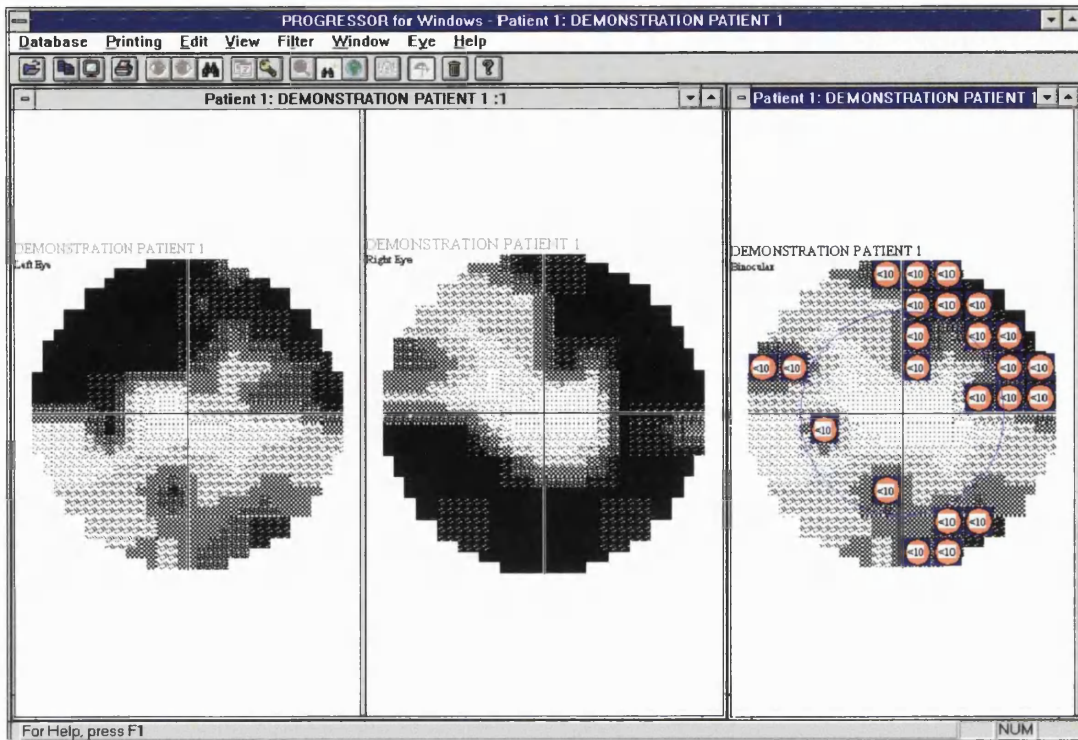 PROGRESSOR for Windows - Patient 1: DEMONSTRATION PATIENT 1
Database Printing Edit View Filter Window Eye Help
Patient 1: DEMONSTRATION PATIENT 1 :1
Patient 1: DEMONSTRATION PATIENT 1
DEMONSTRATION PATIENT 1
Left Eye
DEMONSTRATION PATIENT 1
Right Eye
DEMONSTRATION PATIENT 1
Binocular
<10 <10 <10
<10 <10 <10
<10 <10 <10
<10 <10 <10 <10 <10
<10 <10 <10
<10
<10
<10 <10
<10 <10
For Help, press F1
NUM